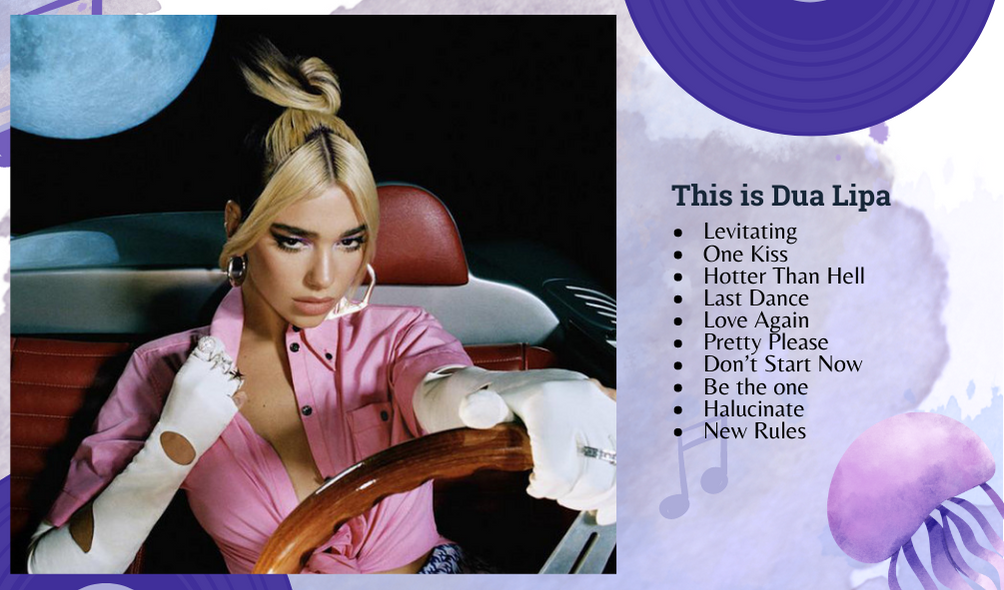 This is Dua Lipa
• Levitating
• One Kiss
• Hotter Than Hell
• Last Dance
• Love Again
• Pretty Please
• Don’t Start Now
• Be the one
• Halucinate
• New Rules